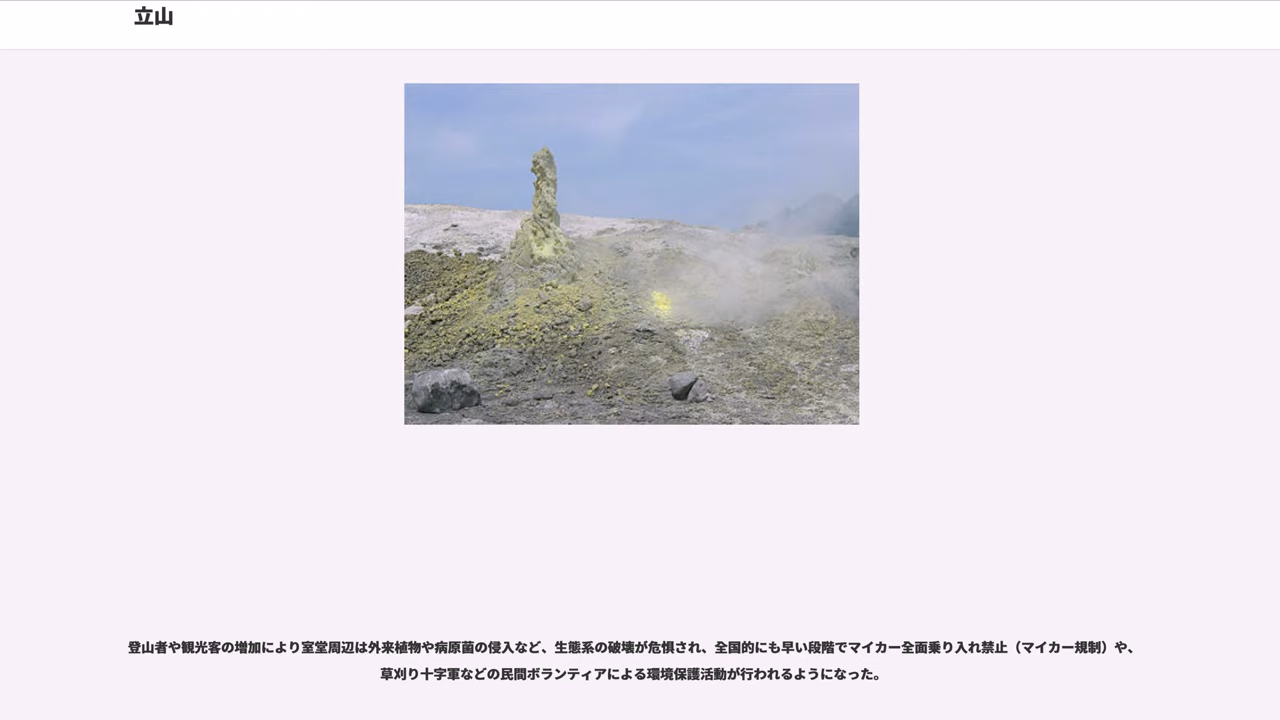 立山
登山者や観光客の増加により室堂周辺は外来植物や病原菌の侵入など、生態系の破壊が危惧され、全国的にも早い段階でマイカー全面乗り入れ禁止（マイカー規制）や、
草刈り十字軍などの民間ボランティアによる環境保護活動が行われるようになった。